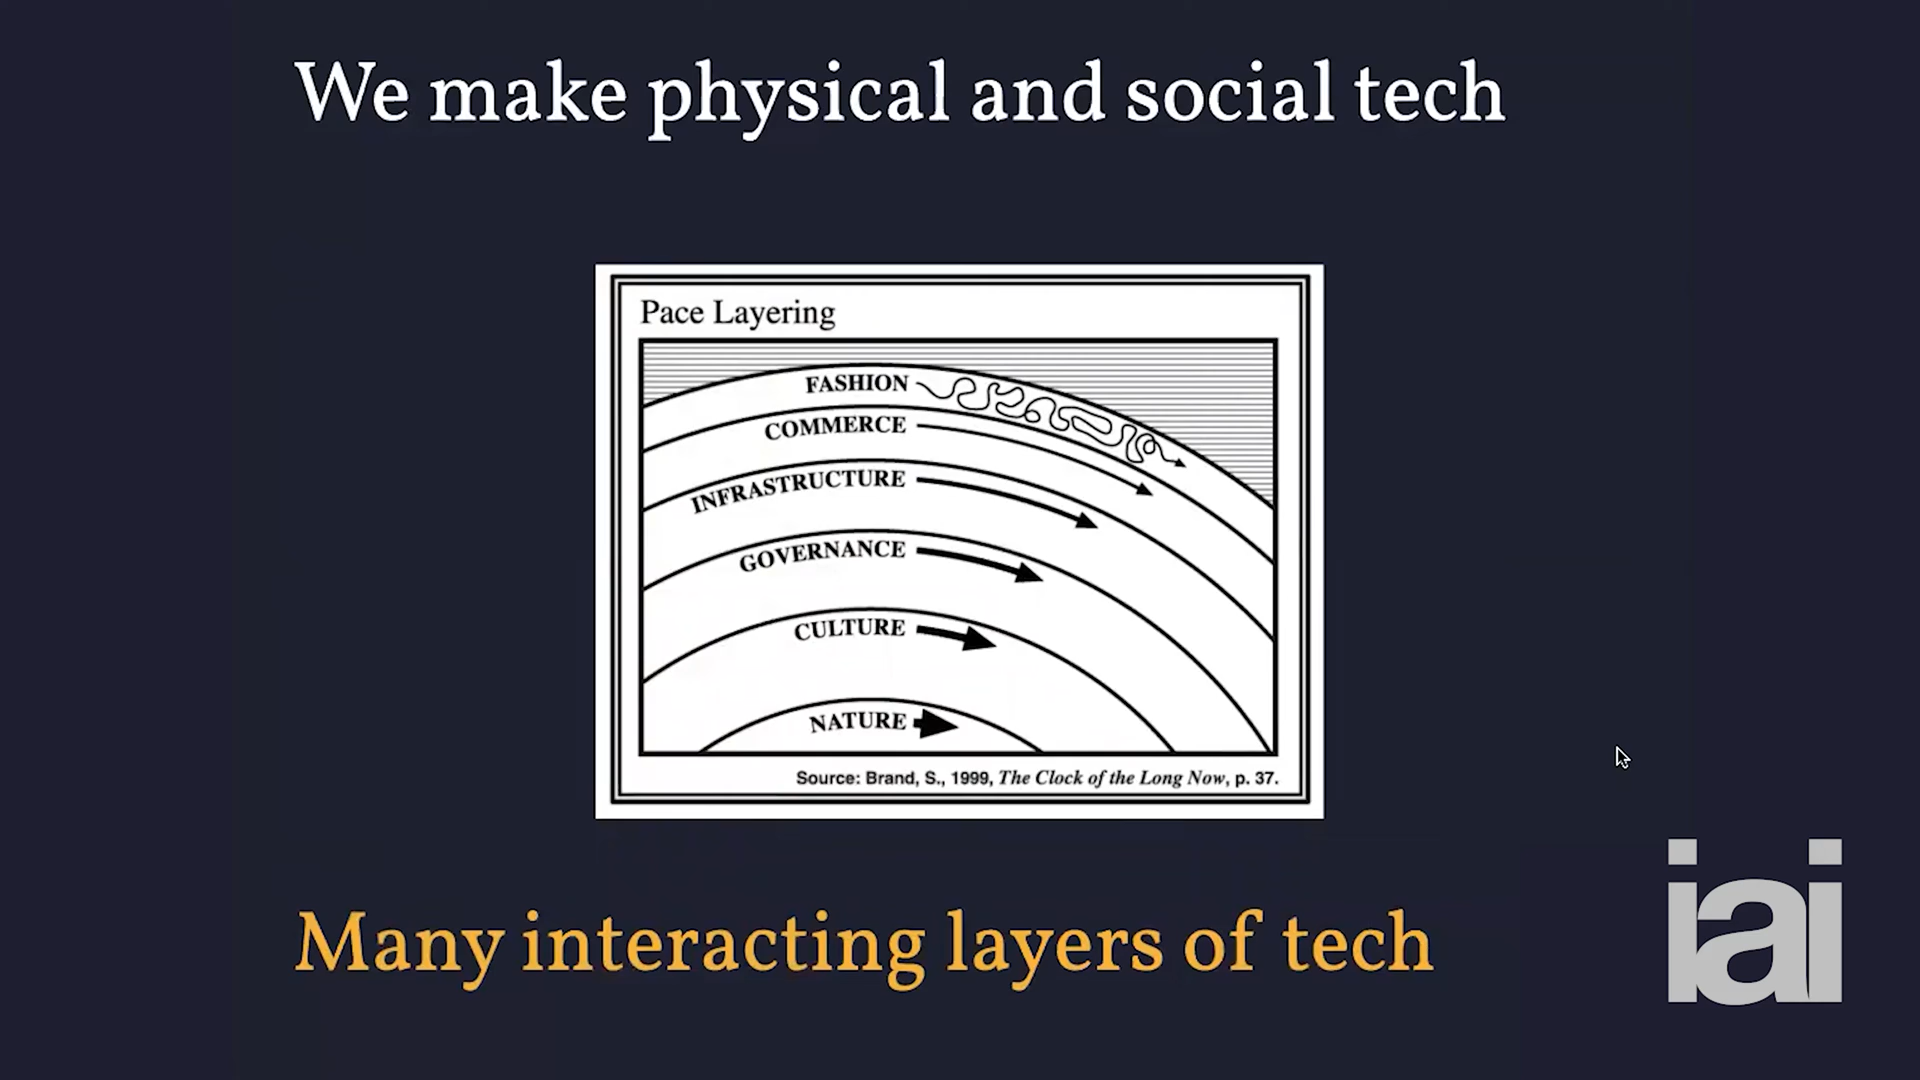 We make physical and social tech
Pace Layering
FASHION
COMMERCE
INFRASTRUCTURE
GOVERNANCE
CULTURE
NATURE
Source: Brand, S., 1999, The Clock of the Long Now, p. 37.
Many interacting layers of tech
iai